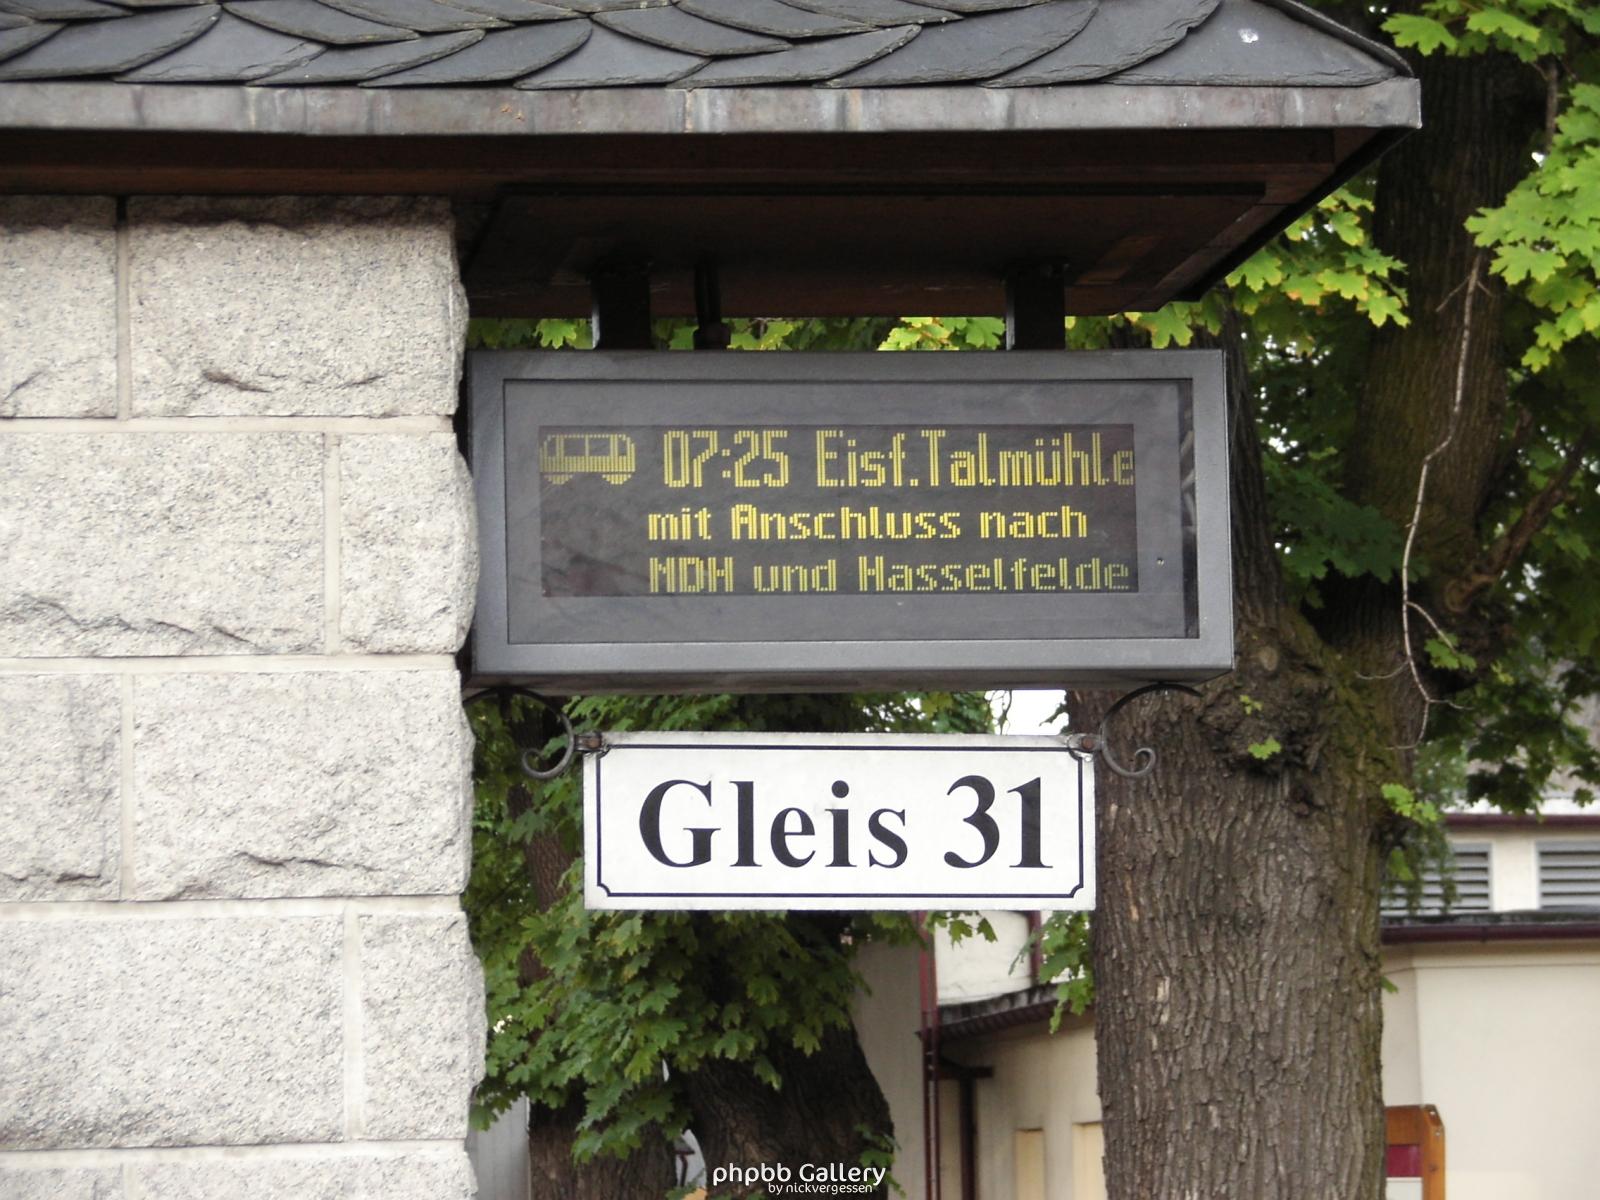 07:25 Eisf.Talmühle
mit Anschluss nach
NDH und Hasselfelde
Gleis 31
phpbb Gallery
by nickvergessen